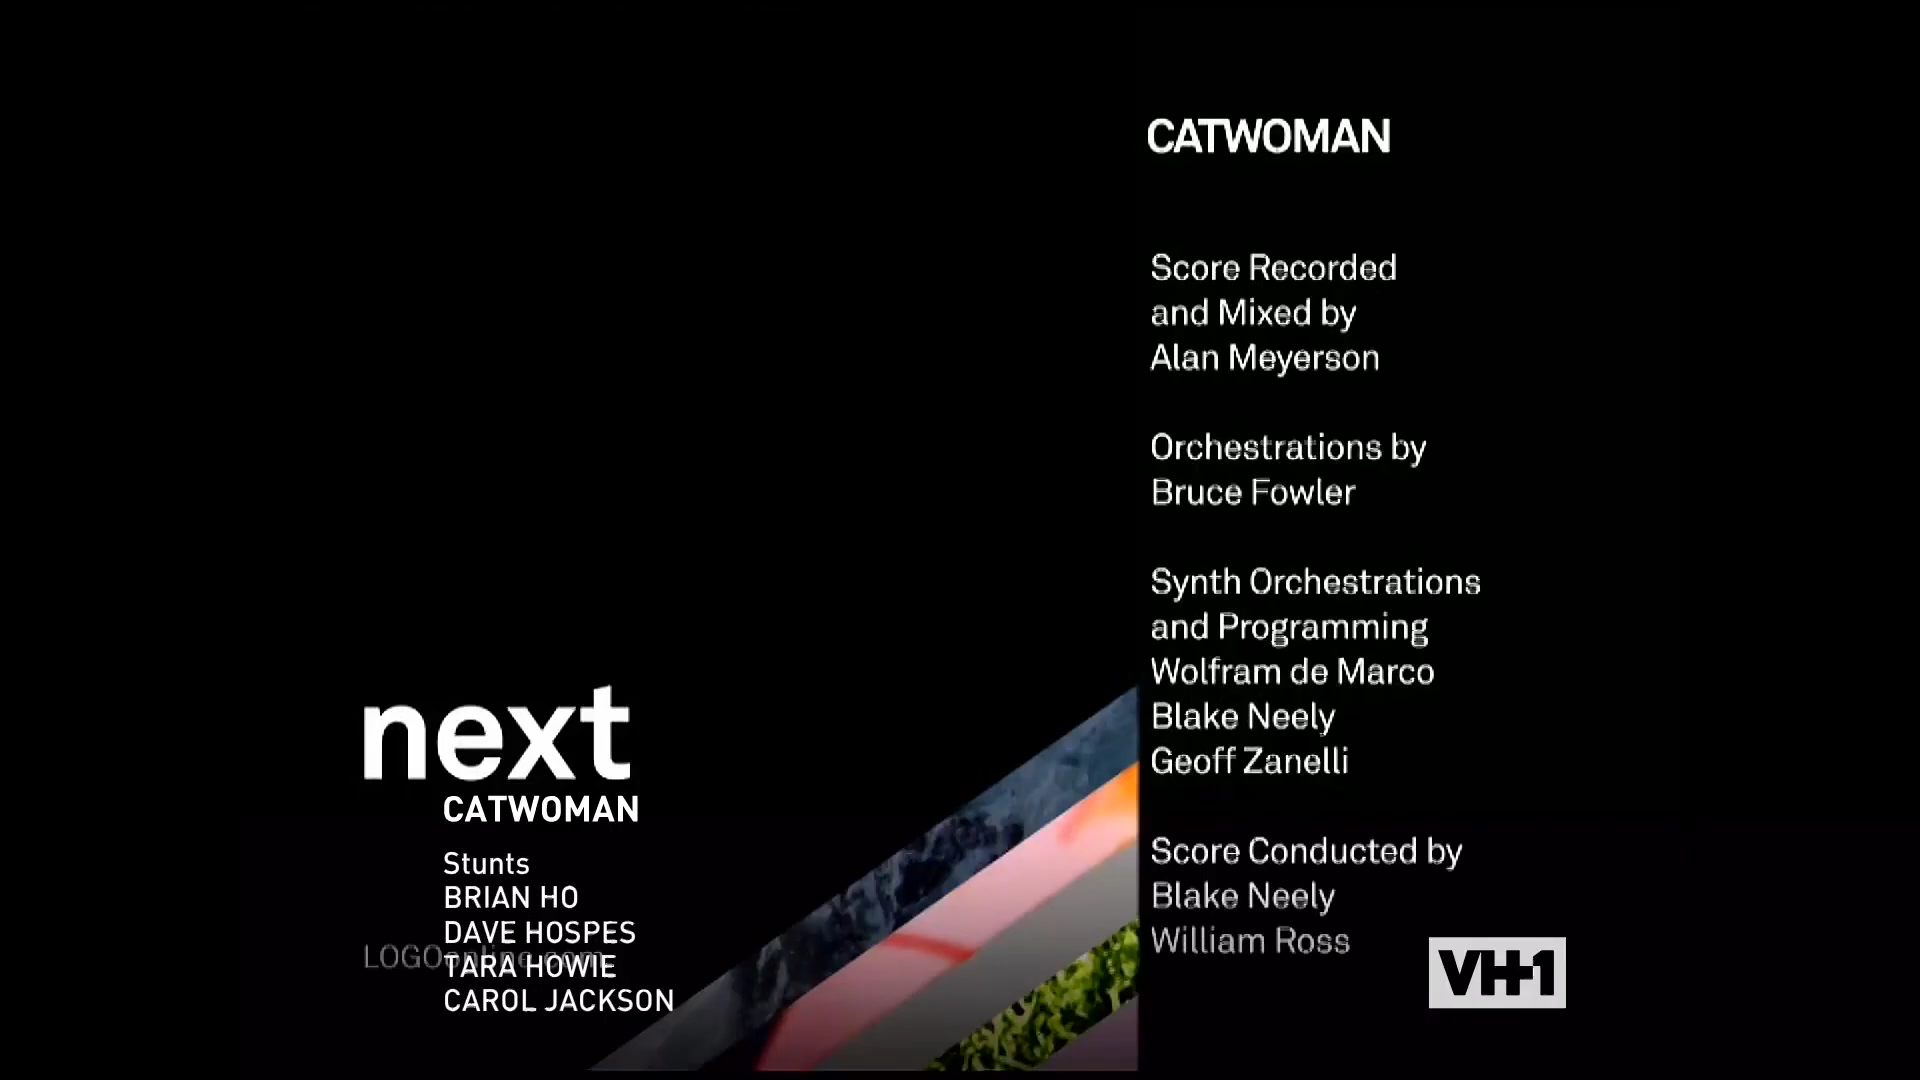 CATWOMAN
Score Recorded
and Mixed by
Alan Meyerson
Orchestrations by
Bruce Fowler
Synth Orchestrations
and Programming
Wolfram de Marco
Blake Neely
Geoff Zanelli
Score Conducted by
Blake Neely
William Ross
next
CATWOMAN
Stunts
BRIAN HO
DAVE HOSPES
LOGOonline.com
TARA HOWIE
CAROL JACKSON
VH1